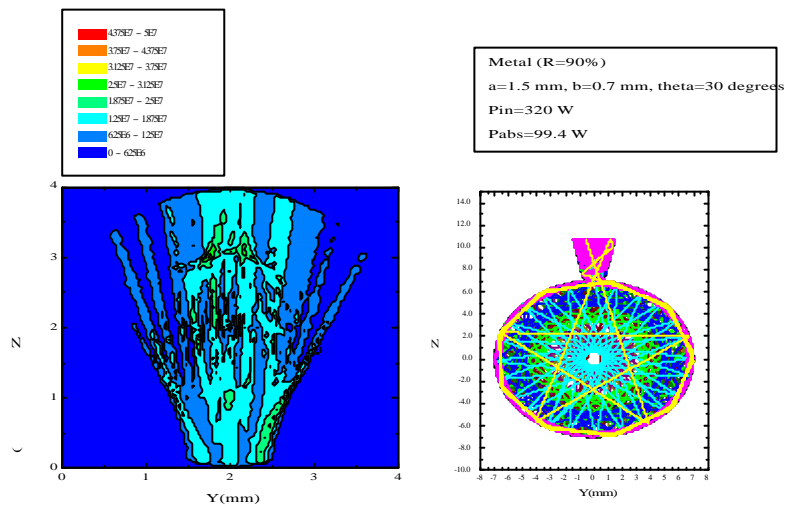 4.375E7 - 5E7
3.75E7 - 4.375E7
3.125E7 - 3.75E7
2.5E7 - 3.125E7
1.875E7 - 2.5E7
1.25E7 - 1.875E7
6.25E6 - 1.25E7
0 - 6.25E6
Metal (R=90%)
a=1.5 mm, b=0.7 mm, theta=30 degrees
Pin=320 W
Pabs=99.4 W
4
3
2
1
0
Z
(
0 1 2 3 4
Y(mm)
14.0
12.0
10.0
8.0
6.0
4.0
2.0
0.0
-2.0
-4.0
-6.0
-8.0
-10.0
Z
-8 -7 -6 -5 -4 -3 -2 -1 0 1 2 3 4 5 6 7 8
Y(mm)